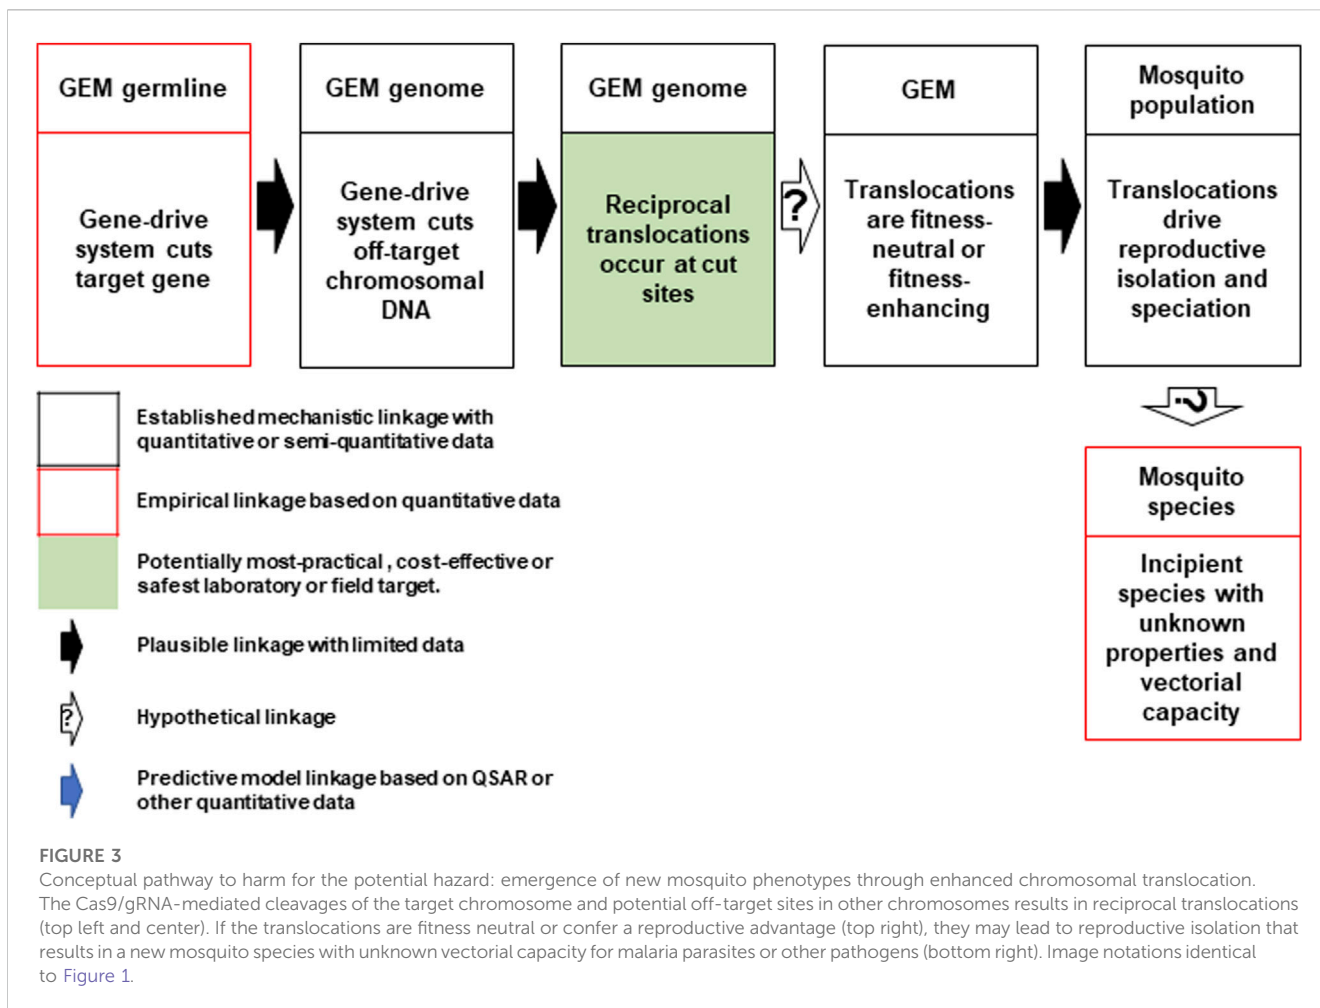 GEM germline
Gene-drive
system cuts
target gene
GEM genome
Gene-drive
system cuts
off-target
chromosomal
DNA
GEM genome
Reciprocal
translocations
occur at cut
sites
?
GEM
Translocations
are fitness-
neutral or
fitness-
enhancing
Mosquito
population
Translocations
drive
reproductive
isolation and
speciation
?
Mosquito
species
Incipient
species with
unknown
properties and
vectorial
capacity
Established mechanistic linkage with
quantitative or semi-quantitative data
Empirical linkage based on quantitative data
Potentially most-practical, cost-effective or
safest laboratory or field target.
Plausible linkage with limited data
?
Hypothetical linkage
Predictive model linkage based on QSAR or
other quantitative data
FIGURE 3
Conceptual pathway to harm for the potential hazard: emergence of new mosquito phenotypes through enhanced chromosomal translocation.
The Cas9/gRNA-mediated cleavages of the target chromosome and potential off-target sites in other chromosomes results in reciprocal translocations
(top left and center). If the translocations are fitness neutral or confer a reproductive advantage (top right), they may lead to reproductive isolation that
results in a new mosquito species with unknown vectorial capacity for malaria parasites or other pathogens (bottom right). Image notations identical
to Figure 1.